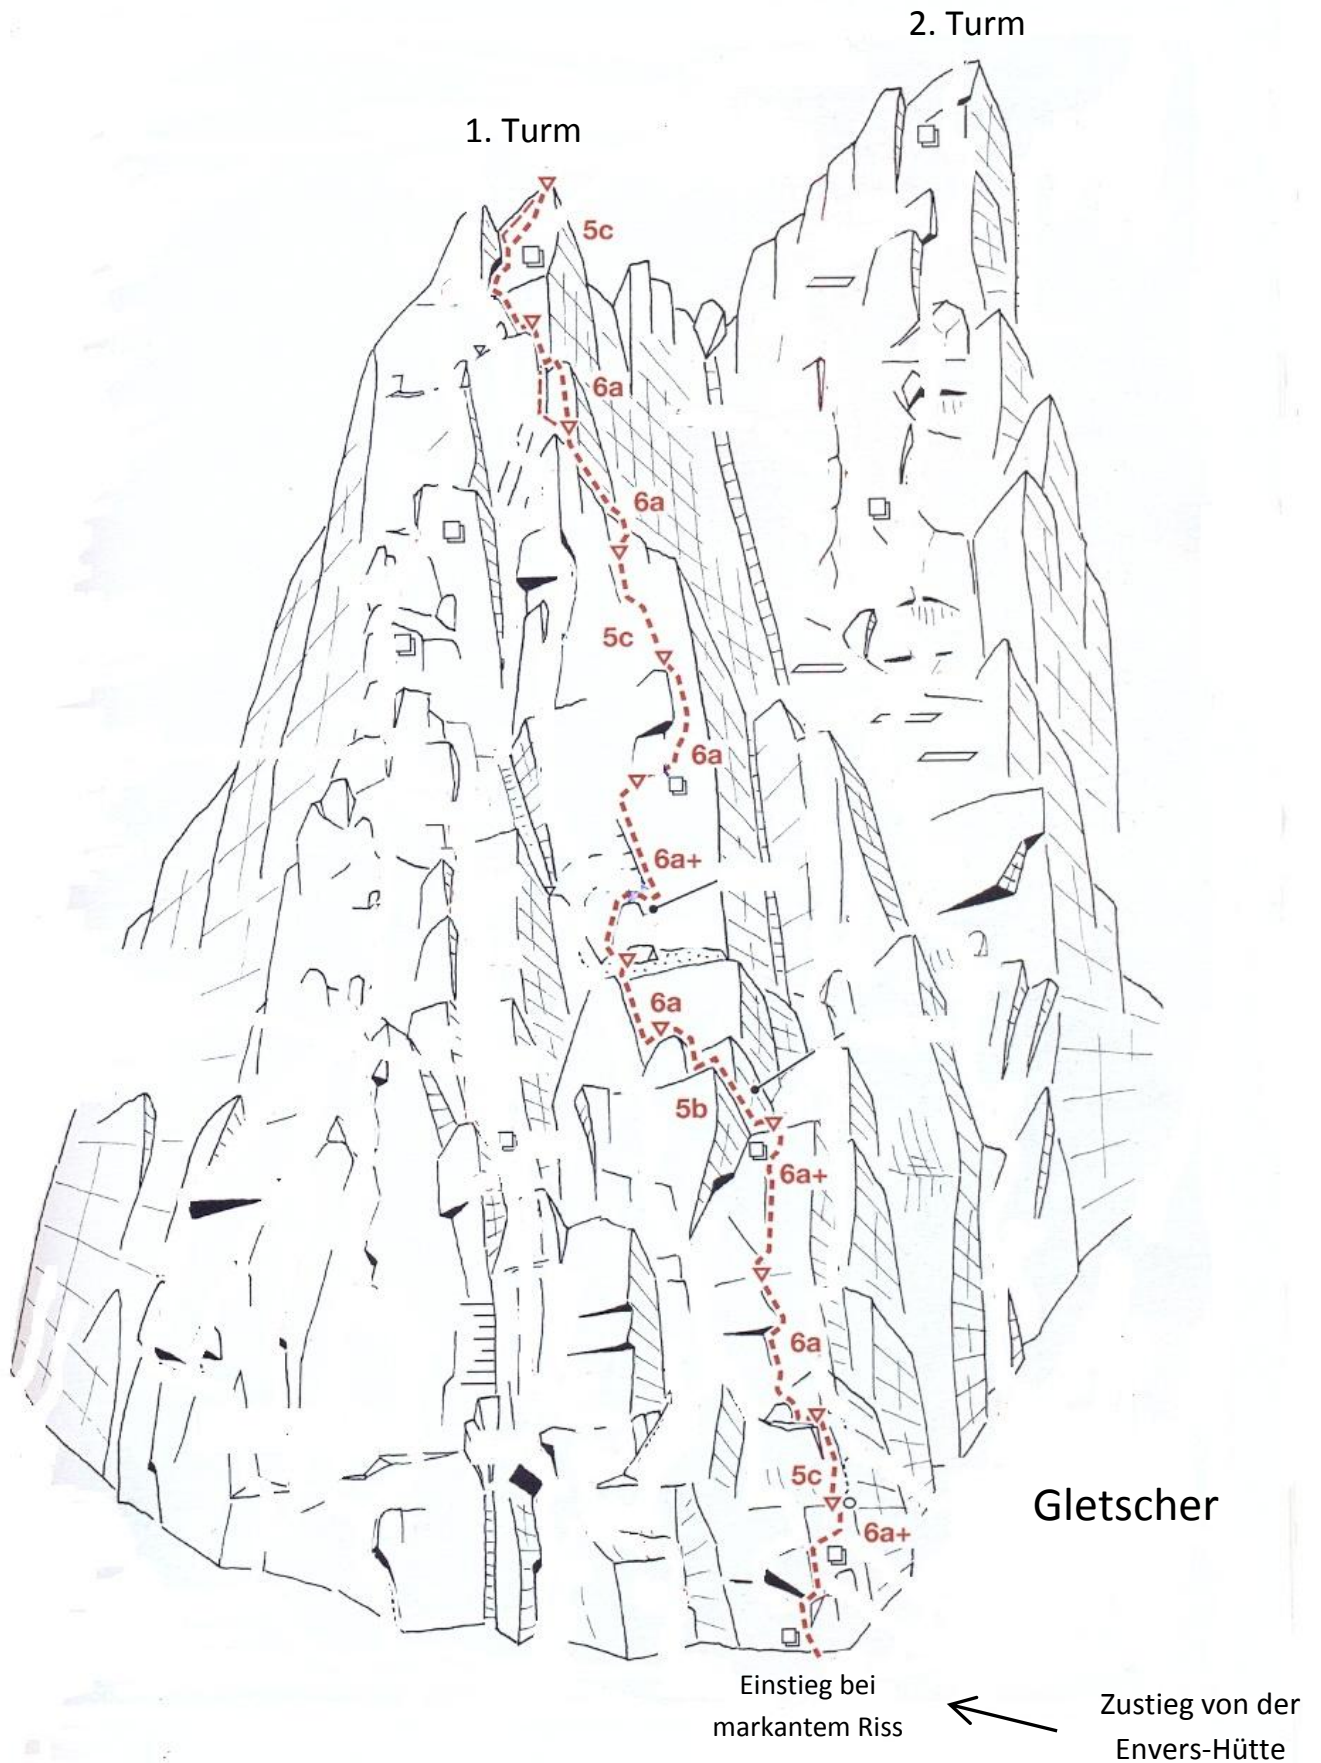 2. Turm
1. Turm
5c
6a
6a
5c
6a
6a+
6a
5b
6a+
6a
5c
Gletscher
6a+
Einstieg bei
markantem Riss
Zustieg von der
Envers-Hütte